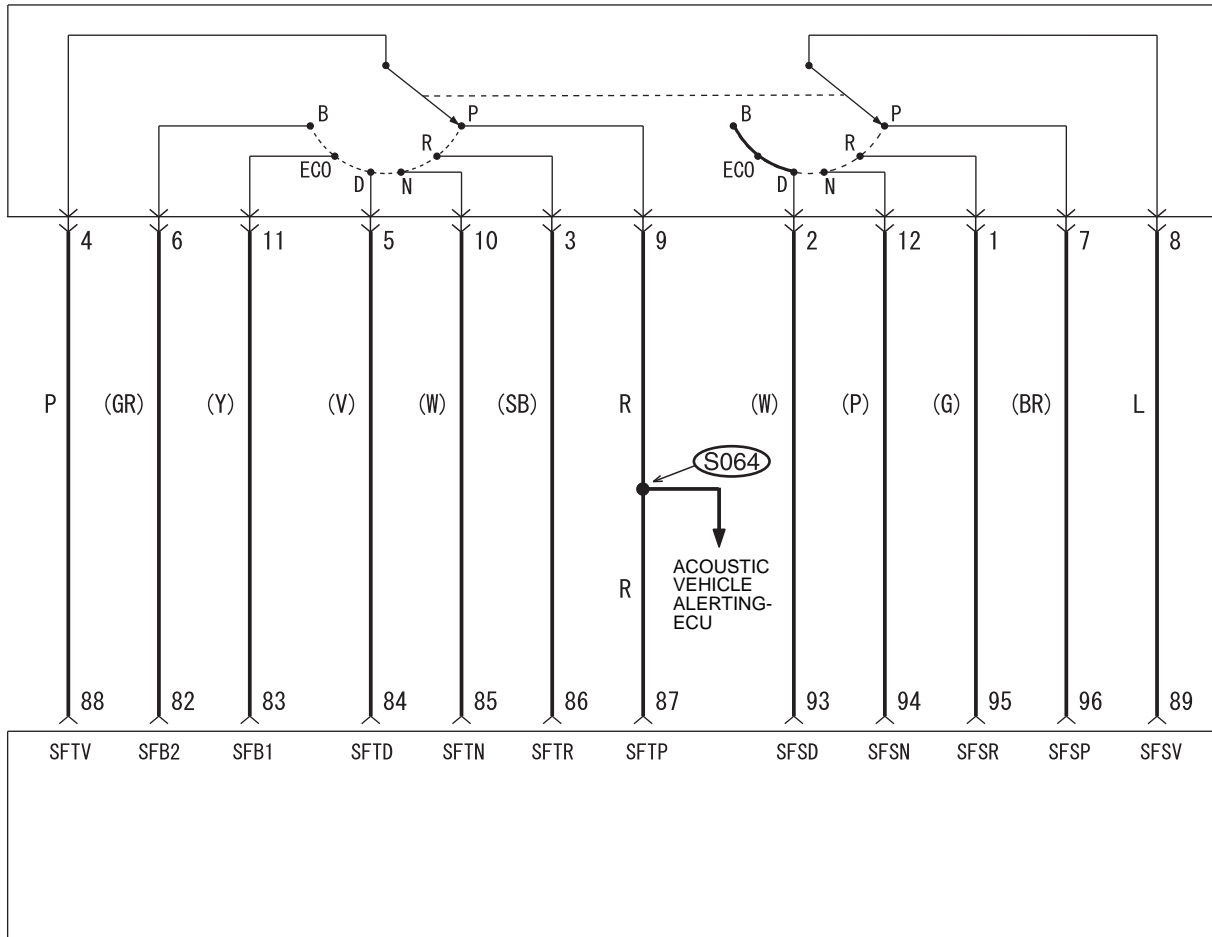 B P B P
R R
ECO D N ECO D N
4 6 11 5 10 3 9 2 12 1 7 8
P (GR) (Y) (V) (W) (SB) R (W) (P) (G) (BR) L
S064
ACOUSTIC
VEHICLE
ALERTING-
ECU
R
88 82 83 84 85 86 87 93 94 95 96 89
SFTV SFB2 SFB1 SFTD SFTN SFTR SFTP SFSD SFSN SFSR SFSP SFSV